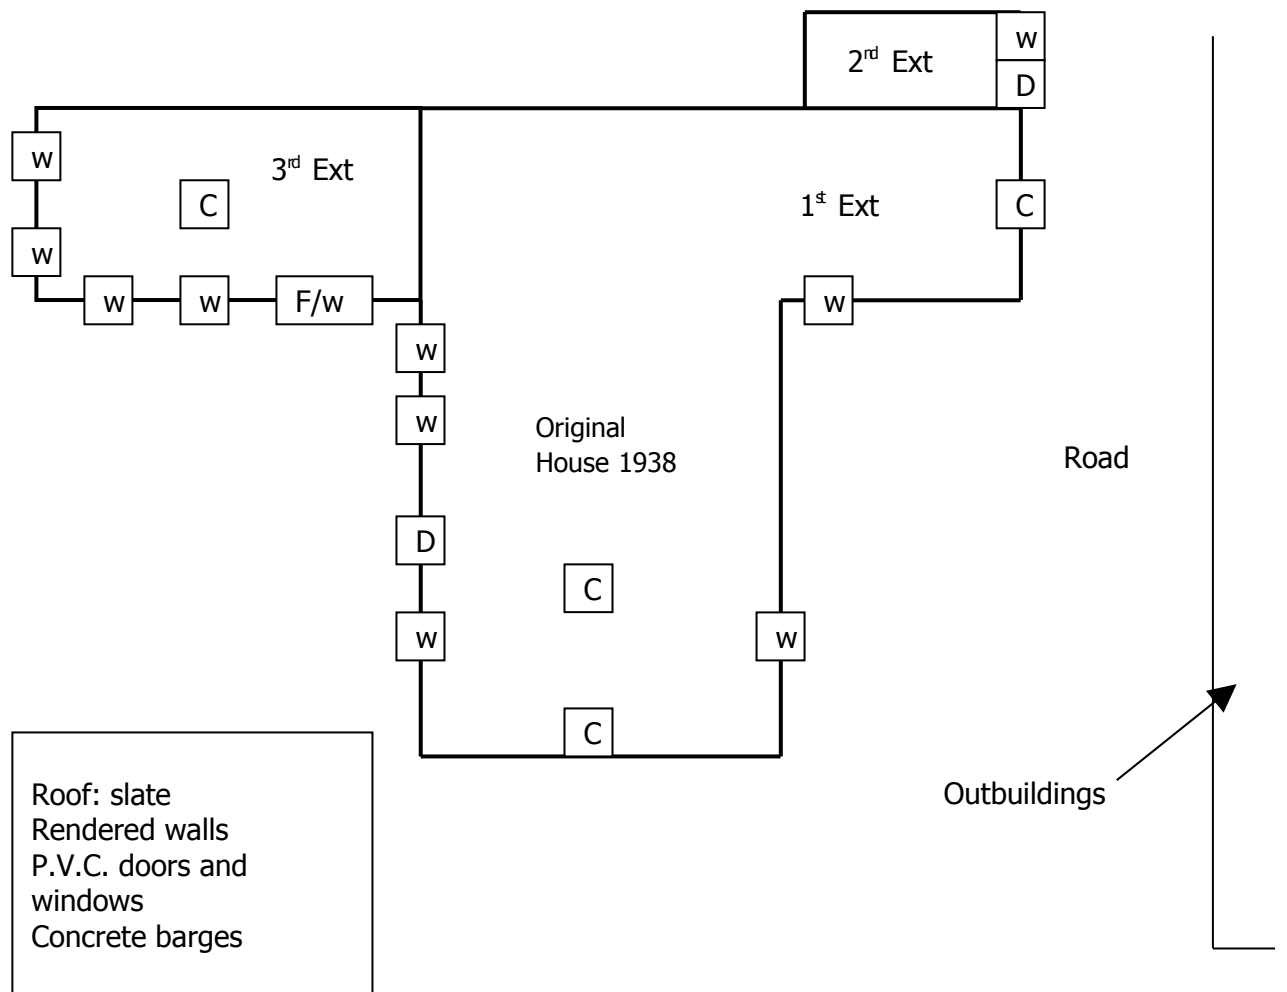 w
2nd Ext
D
w
3rd Ext
C
1st Ext
C
w
w
w
F/w
w
w
w
Original
House 1938
Road
D
C
w
w
C
Outbuildings
Roof: slate
Rendered walls
P.V.C. doors and
windows
Concrete barges